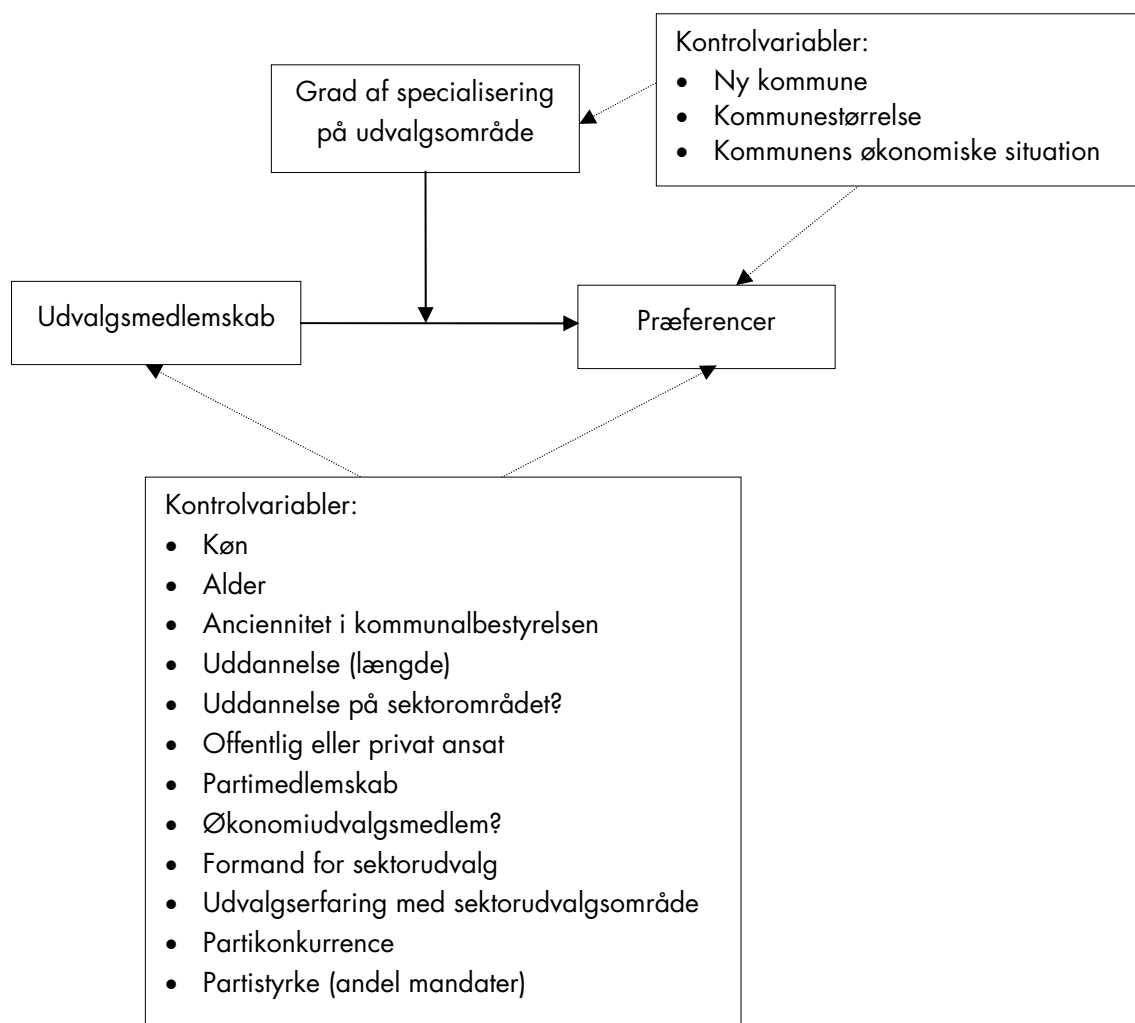 Kontrolvariabler:
• Ny kommune
• Kommunestørrelse
• Kommunens økonomiske situation
Grad af specialisering
på udvalgsområde
Udvalgsmedlemskab
Præferencer
Kontrolvariabler:
• Køn
• Alder
• Anciennitet i kommunalbestyrelsen
• Uddannelse (længde)
• Uddannelse på sektorområdet?
• Offentlig eller privat ansat
• Partimedlemskab
• Økonomiudvalgsmedlem?
• Formand for sektorudvalg
• Udvalgserfaring med sektorudvalgsområde
• Partikonkurrence
• Partistyrke (andel mandater)